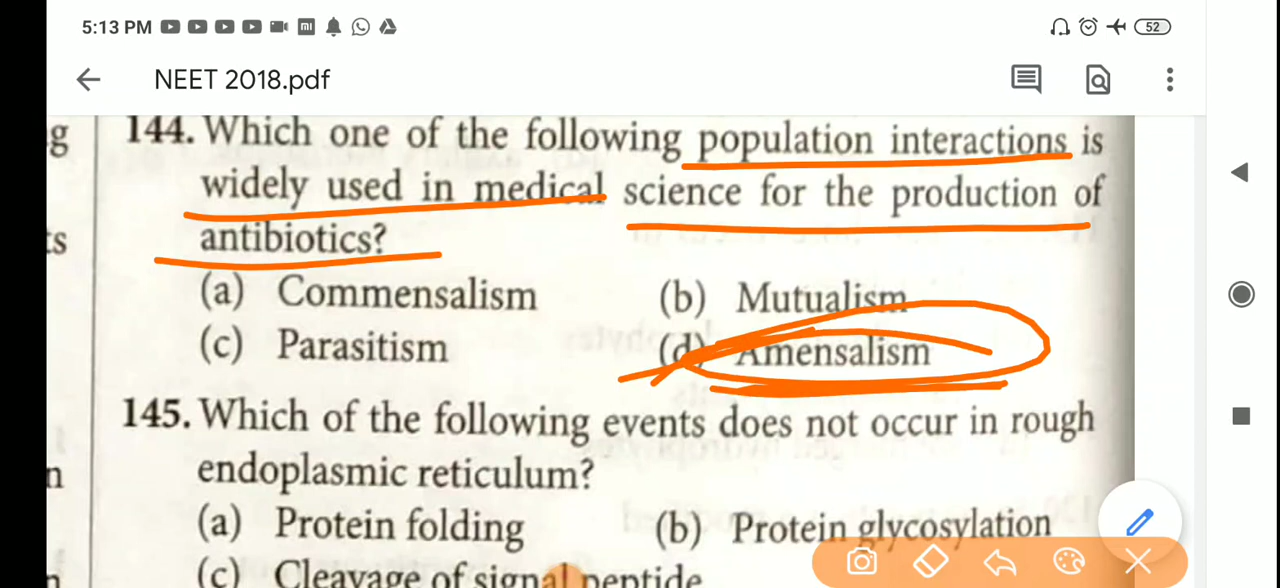 5:13 PM
52
NEET 2018.pdf
g
144. Which one of the following population interactions is
widely used in medical science for the production of
ts
antibiotics?
(a) Commensalism (b) Mutualism
(c) Parasitism (d) Amensalism
145. Which of the following events does not occur in rough
n
endoplasmic reticulum?
(a) Protein folding (b) Protein glycosylation
(c) Cleavage of signal peptide